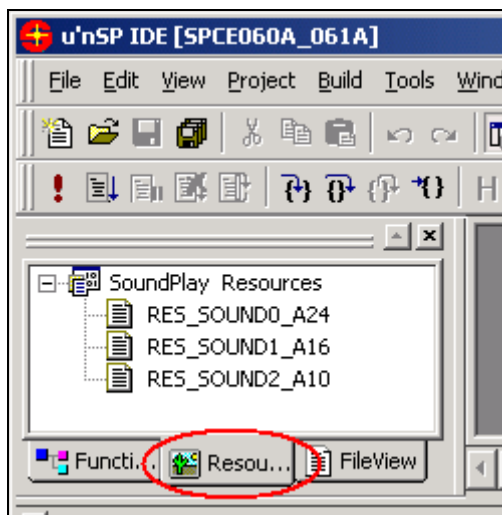 u'nSP IDE [SPCE060A_061A]
File Edit View Project Build Tools Wind
SoundPlay Resources
RES_SOUND0_A24
RES_SOUND1_A16
RES_SOUND2_A10
Functi... Resou... FileView